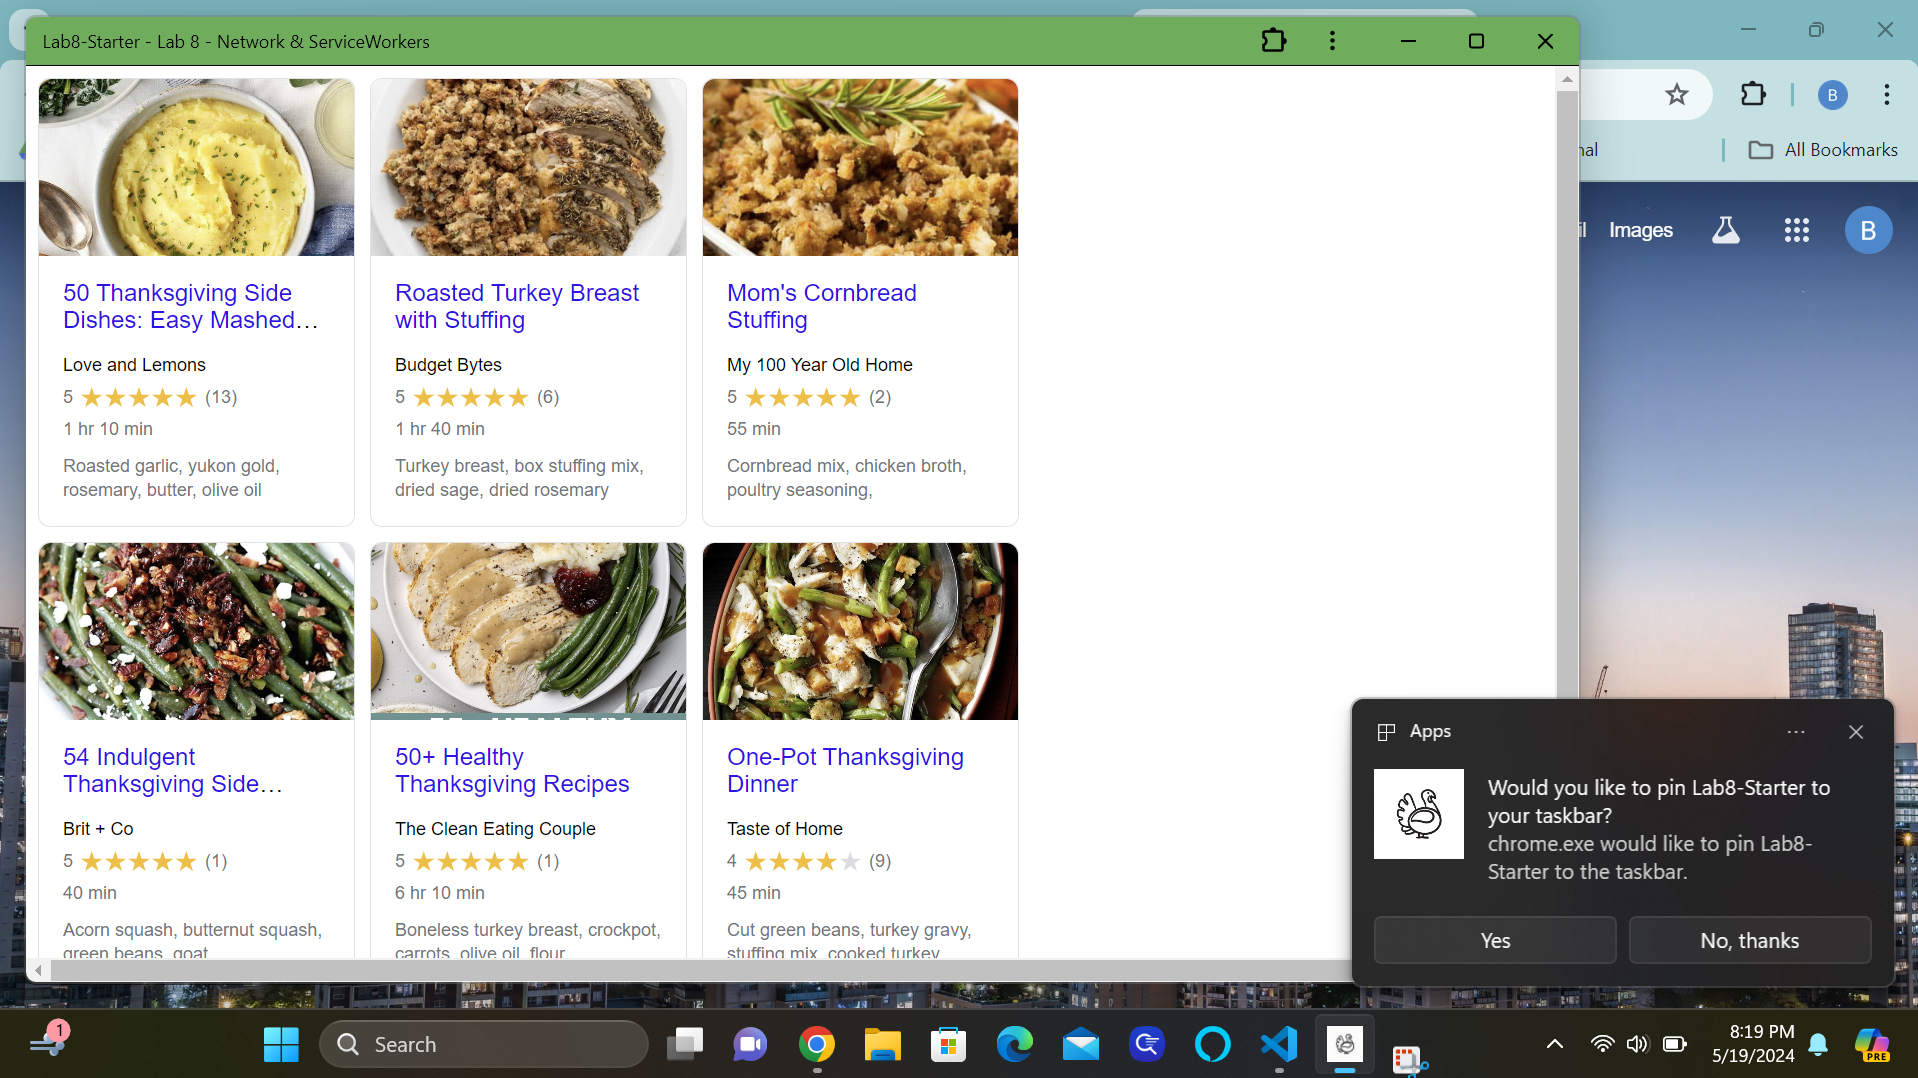 Lab8-Starter - Lab 8 - Network & ServiceWorkers
B
nal
All Bookmarks
il
Images
B
50 Thanksgiving Side
Dishes: Easy Mashed...
Love and Lemons
5 (13)
1 hr 10 min
Roasted garlic, yukon gold,
rosemary, butter, olive oil
Roasted Turkey Breast
with Stuffing
Budget Bytes
5 (6)
1 hr 40 min
Turkey breast, box stuffing mix,
dried sage, dried rosemary
Mom's Cornbread
Stuffing
My 100 Year Old Home
5 (2)
55 min
Cornbread mix, chicken broth,
poultry seasoning,
54 Indulgent
Thanksgiving Side...
Brit + Co
5 (1)
40 min
Acorn squash, butternut squash,
green beans, goat
50+ Healthy
Thanksgiving Recipes
The Clean Eating Couple
5 (1)
6 hr 10 min
Boneless turkey breast, crockpot,
carrots, olive oil, flour
One-Pot Thanksgiving
Dinner
Taste of Home
4 (9)
45 min
Cut green beans, turkey gravy,
stuffing mix, cooked turkey
Apps
Would you like to pin Lab8-Starter to
your taskbar?
chrome.exe would like to pin Lab8-
Starter to the taskbar.
Yes
No, thanks
1
Search
8:19 PM
5/19/2024
PRE